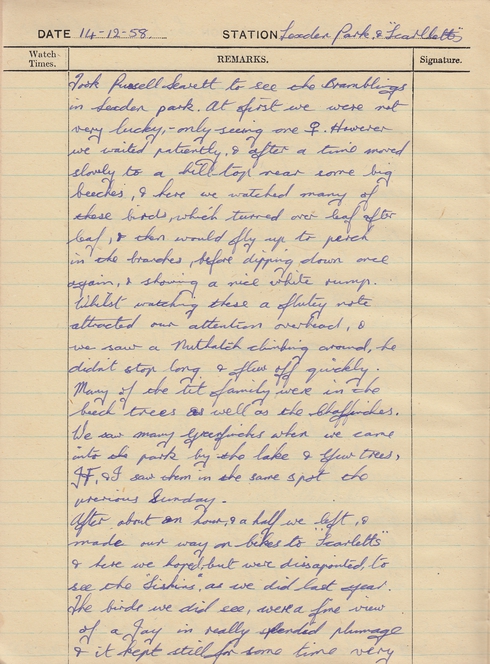 DATE 14-12-58. STATION Leaden Park & "Scarletts"
Watch-Times. REMARKS. Signature.
Took Russell Leavett to see the Bramblings
in Leaden park. At first we were not
very lucky, - only seeing one ♀. However
we waited patiently, & after a time moved
slowly to a hill top near some big
beeches, & here we watched many of
these birds, which turned over leaf after
leaf, & then would fly up to perch
in the branches, before dipping down once
again, & showing a nice white rump.
Whilst watching these a flutey note
attracted our attention overhead, &
we saw a Nuthatch climbing around, he
didn't stop long & flew off quickly.
Many of the tit family were in the
beech trees as well as the Chaffinches.
We saw many Greenfinches when we came
into the park by the lake & Yew trees,
& I saw them in the same spot the
previous Sunday.
After about an hour, & a half we left, &
made our way on bikes to "Scarletts"
& here we hoped, but were dissapointed, to
see the "Siskins", as we did last year.
The birds we did see, were a fine view
of a Jay in really splended plumage
& it kept still for some time very